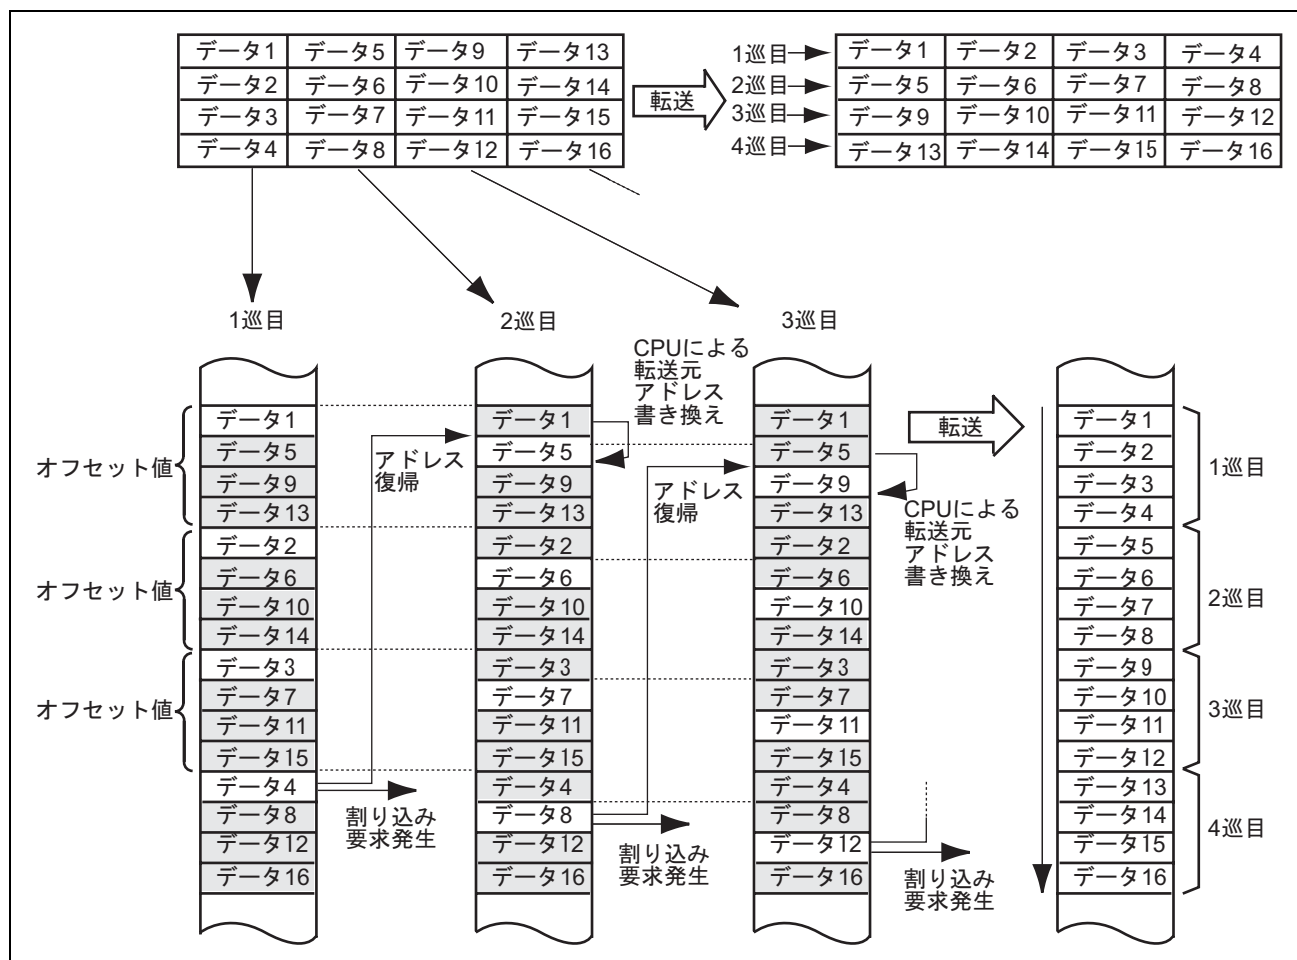 データ1 データ5 データ9 データ13
データ2 データ6 データ10 データ14
データ3 データ7 データ11 データ15
データ4 データ8 データ12 データ16
転送
1巡目 データ1 データ2 データ3 データ4
2巡目 データ5 データ6 データ7 データ8
3巡目 データ9 データ10 データ11 データ12
4巡目 データ13 データ14 データ15 データ16
1巡目
オフセット値
オフセット値
オフセット値
データ1
データ5
データ9
データ13
データ2
データ6
データ10
データ14
データ3
データ7
データ11
データ15
データ4
データ8
データ12
データ16
アドレス
復帰
割り込み
要求発生
2巡目
データ1
データ5
データ9
データ13
データ2
データ6
データ10
データ14
データ3
データ7
データ11
データ15
データ4
データ8
データ12
データ16
CPUによる
転送元
アドレス
書き換え
アドレス
復帰
割り込み
要求発生
3巡目
データ1
データ5
データ9
データ13
データ2
データ6
データ10
データ14
データ3
データ7
データ11
データ15
データ4
データ8
データ12
データ16
転送
CPUによる
転送元
アドレス
書き換え
割り込み
要求発生
データ1
データ2
データ3
データ4
データ5
データ6
データ7
データ8
データ9
データ10
データ11
データ12
データ13
データ14
データ15
データ16
1巡目
2巡目
3巡目
4巡目